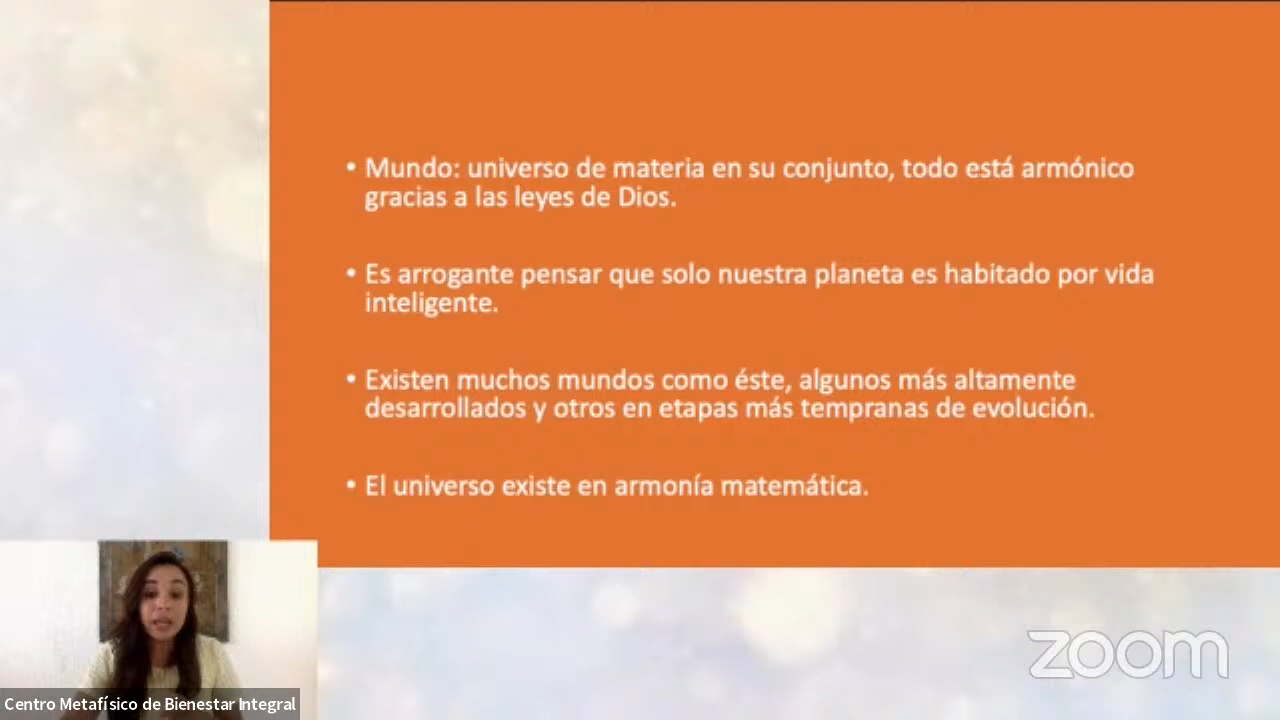 • Mundo: universo de materia en su conjunto, todo está armónico
gracias a las leyes de Dios.
• Es arrogante pensar que solo nuestra planeta es habitado por vida
inteligente.
• Existen muchos mundos como éste, algunos más altamente
desarrollados y otros en etapas más tempranas de evolución.
• El universo existe en armonía matemática.
zoom
Centro Metafísico de Bienestar Integral